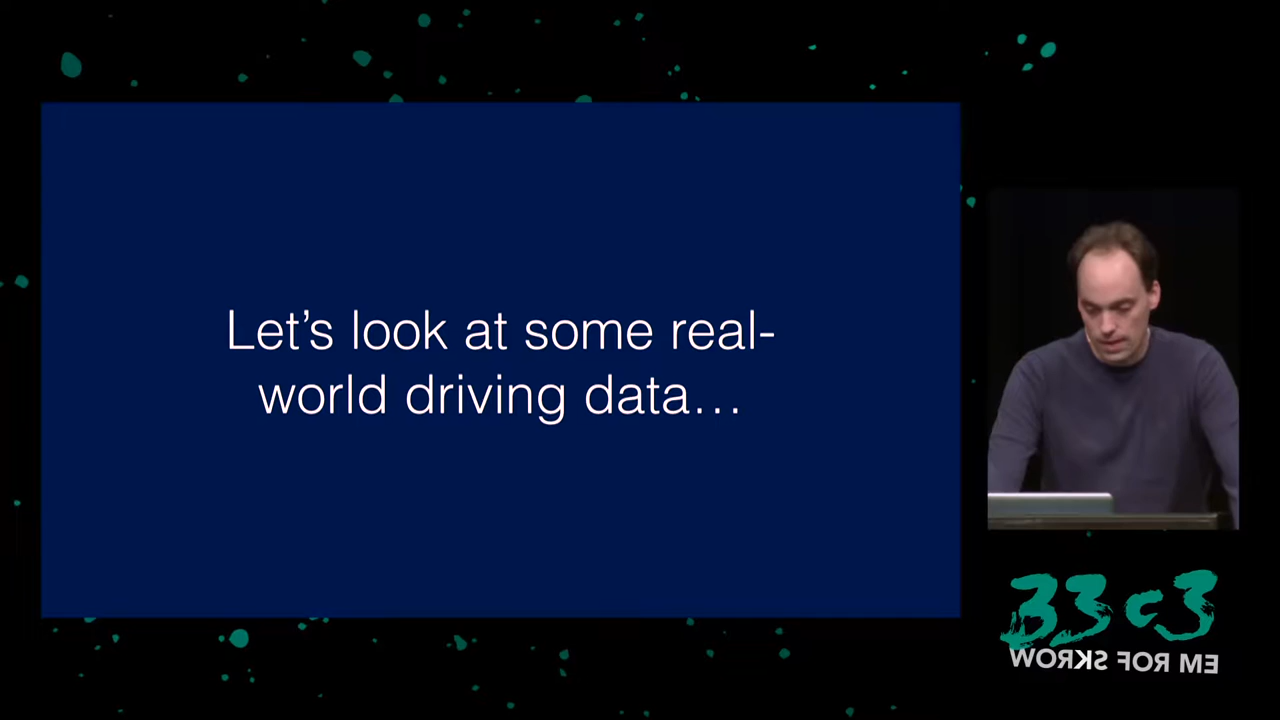 Let's look at some real-
world driving data…
33c3
WORKS FOR ME